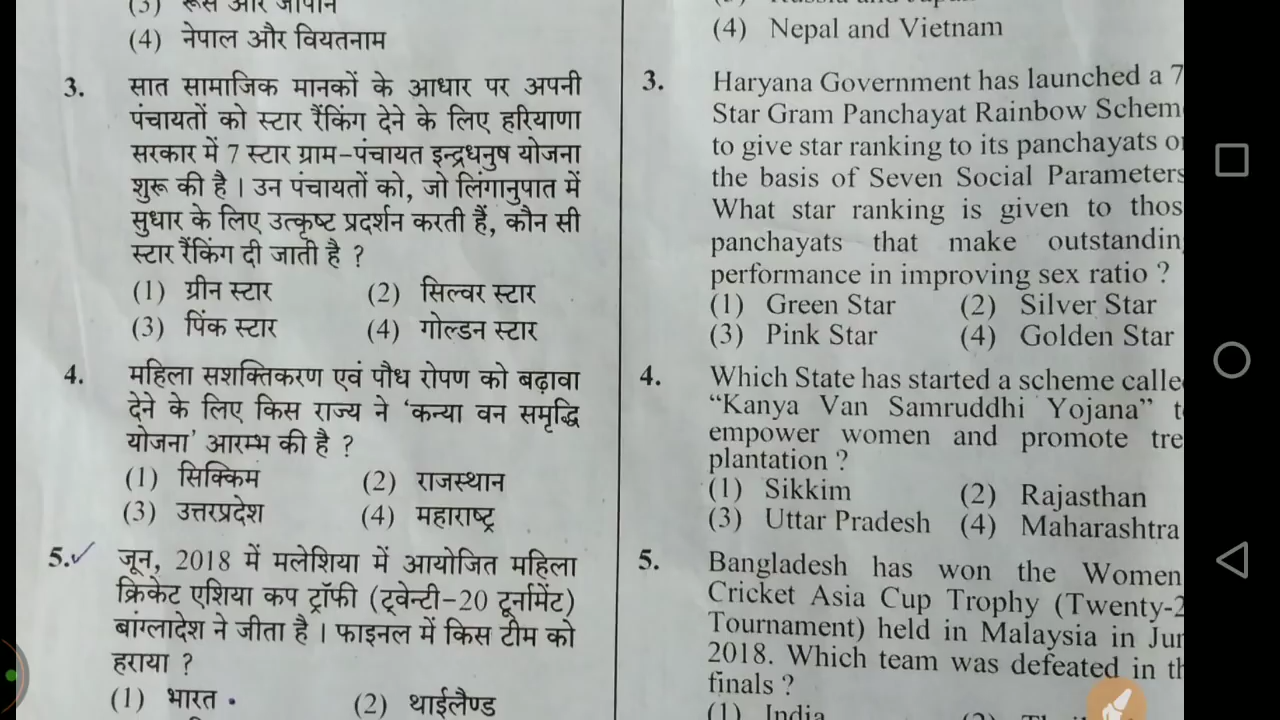 (3) रूस और जापान
(4) नेपाल और वियतनाम
3. सात सामाजिक मानकों के आधार पर अपनी
पंचायतों को स्टार रैंकिंग देने के लिए हरियाणा
सरकार में 7 स्टार ग्राम-पंचायत इन्द्रधनुष योजना
शुरू की है । उन पंचायतों को, जो लिंगानुपात में
सुधार के लिए उत्कृष्ट प्रदर्शन करती हैं, कौन सी
स्टार रैंकिंग दी जाती है ?
(1) ग्रीन स्टार (2) सिल्वर स्टार
(3) पिंक स्टार (4) गोल्डन स्टार
4. महिला सशक्तिकरण एवं पौध रोपण को बढ़ावा
देने के लिए किस राज्य ने ‘कन्या वन समृद्धि
योजना’ आरम्भ की है ?
(1) सिक्किम (2) राजस्थान
(3) उत्तरप्रदेश (4) महाराष्ट्र
5. जून, 2018 में मलेशिया में आयोजित महिला
क्रिकेट एशिया कप ट्रॉफी (ट्वेन्टी-20 टूर्नामेंट)
बांग्लादेश ने जीता है । फाइनल में किस टीम को
हराया ?
(1) भारत (2) थाईलैण्ड
(4) Nepal and Vietnam
3. Haryana Government has launched a 7
Star Gram Panchayat Rainbow Schem
to give star ranking to its panchayats o
the basis of Seven Social Parameters
What star ranking is given to thos
panchayats that make outstandin
performance in improving sex ratio ?
(1) Green Star (2) Silver Star
(3) Pink Star (4) Golden Star
4. Which State has started a scheme calle
“Kanya Van Samruddhi Yojana” t
empower women and promote tre
plantation ?
(1) Sikkim (2) Rajasthan
(3) Uttar Pradesh (4) Maharashtra
5. Bangladesh has won the Women
Cricket Asia Cup Trophy (Twenty-2
Tournament) held in Malaysia in Jun
2018. Which team was defeated in th
finals ?
(1) India